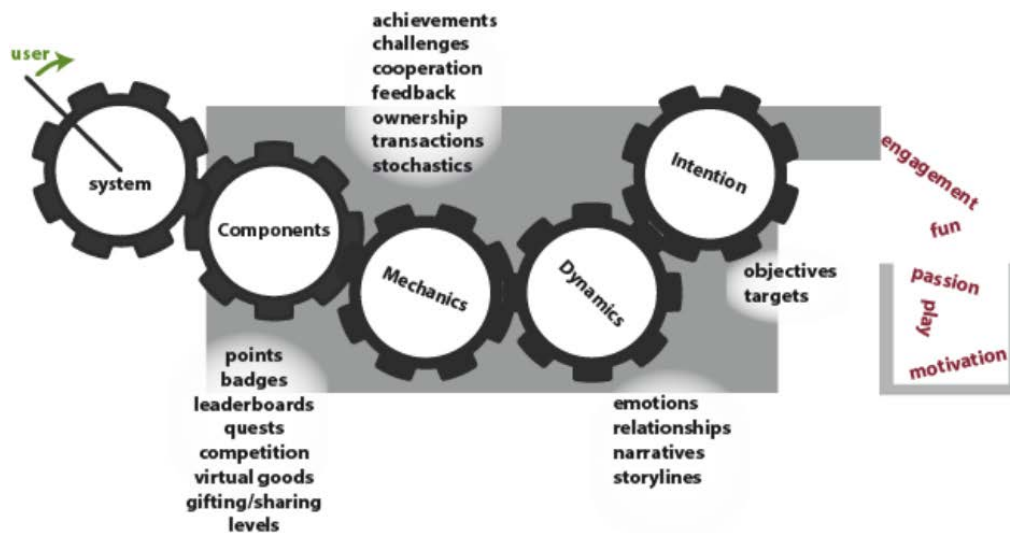 user
system
Components
achievements
challenges
cooperation
feedback
ownership
transactions
stochastics
Mechanics
Dynamics
Intention
points
badges
leaderboards
quests
competition
virtual goods
gifting/sharing
levels
emotions
relationships
narratives
storylines
objectives
targets
engagement
fun
passion
play
motivation